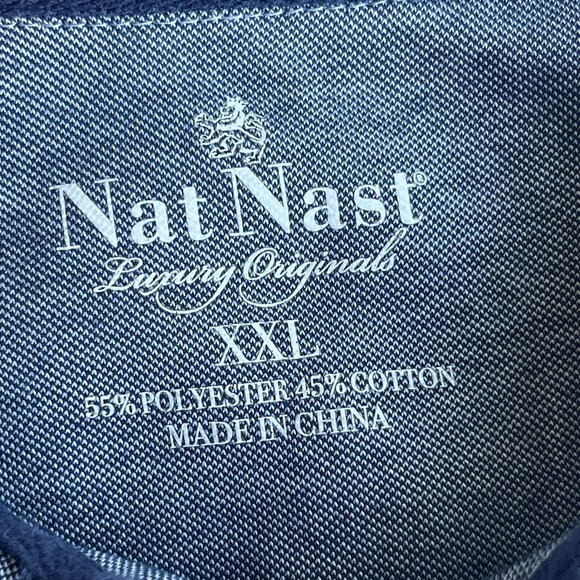 Nat Nast®
Luxury Originals
XXL
55% POLYESTER 45% COTTON
MADE IN CHINA